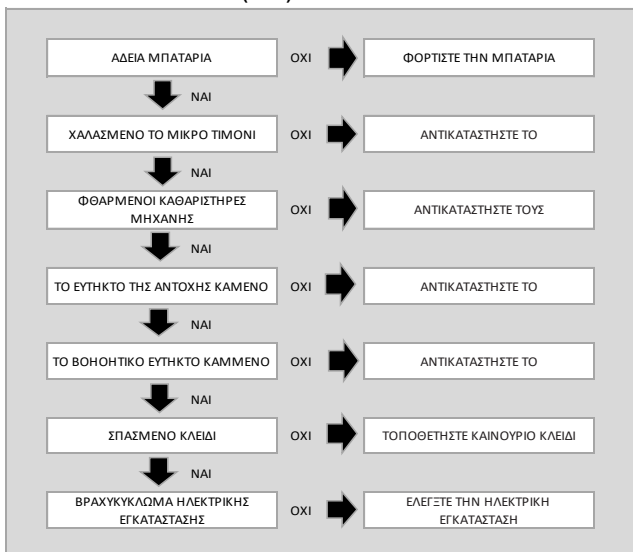 ΑΔΕΙΑ ΜΠΑΤΑΡΙΑ ΟΧΙ ΦΟΡΤΙΣΤΕ ΤΗΝ ΜΠΑΤΑΡΙΑ
ΝΑΙ
ΧΑΛΑΣΜΕΝΟ ΤΟ ΜΙΚΡΟ ΤΙΜΟΝΙ ΟΧΙ ΑΝΤΙΚΑΤΑΣΤΗΣΤΕ ΤΟ
ΝΑΙ
ΦΘΑΡΜΕΝΟΙ ΚΑΘΑΡΙΣΤΗΡΕΣ
ΜΗΧΑΝΗΣ
ΟΧΙ ΑΝΤΙΚΑΤΑΣΤΗΣΤΕ ΤΟΥΣ
ΝΑΙ
ΤΟ ΕΥΤΗΚΤΟ ΤΗΣ ΑΝΤΟΧΗΣ ΚΑΜΕΝΟ ΟΧΙ ΑΝΤΙΚΑΤΑΣΤΗΣΤΕ ΤΟ
ΝΑΙ
ΤΟ ΒΟΗΟΗΤΙΚΟ ΕΥΤΗΚΤΟ ΚΑΜΜΕΝΟ ΟΧΙ ΑΝΤΙΚΑΤΑΣΤΗΣΤΕ ΤΟ
ΝΑΙ
ΣΠΑΣΜΕΝΟ ΚΛΕΙΔΙ ΟΧΙ ΤΟΠΟΘΕΤΗΣΤΕ ΚΑΙΝΟΥΡΙΟ ΚΛΕΙΔΙ
ΝΑΙ
ΒΡΑΧΥΚΥΚΛΩΜΑ ΗΛΕΚΤΡΙΚΗΣ
ΕΓΚΑΤΑΣΤΑΣΗΣ
ΟΧΙ
ΕΛΕΓΞΤΕ ΤΗΝ ΗΛΕΚΤΡΙΚΗ
ΕΓΚΑΤΑΣΤΑΣΗ